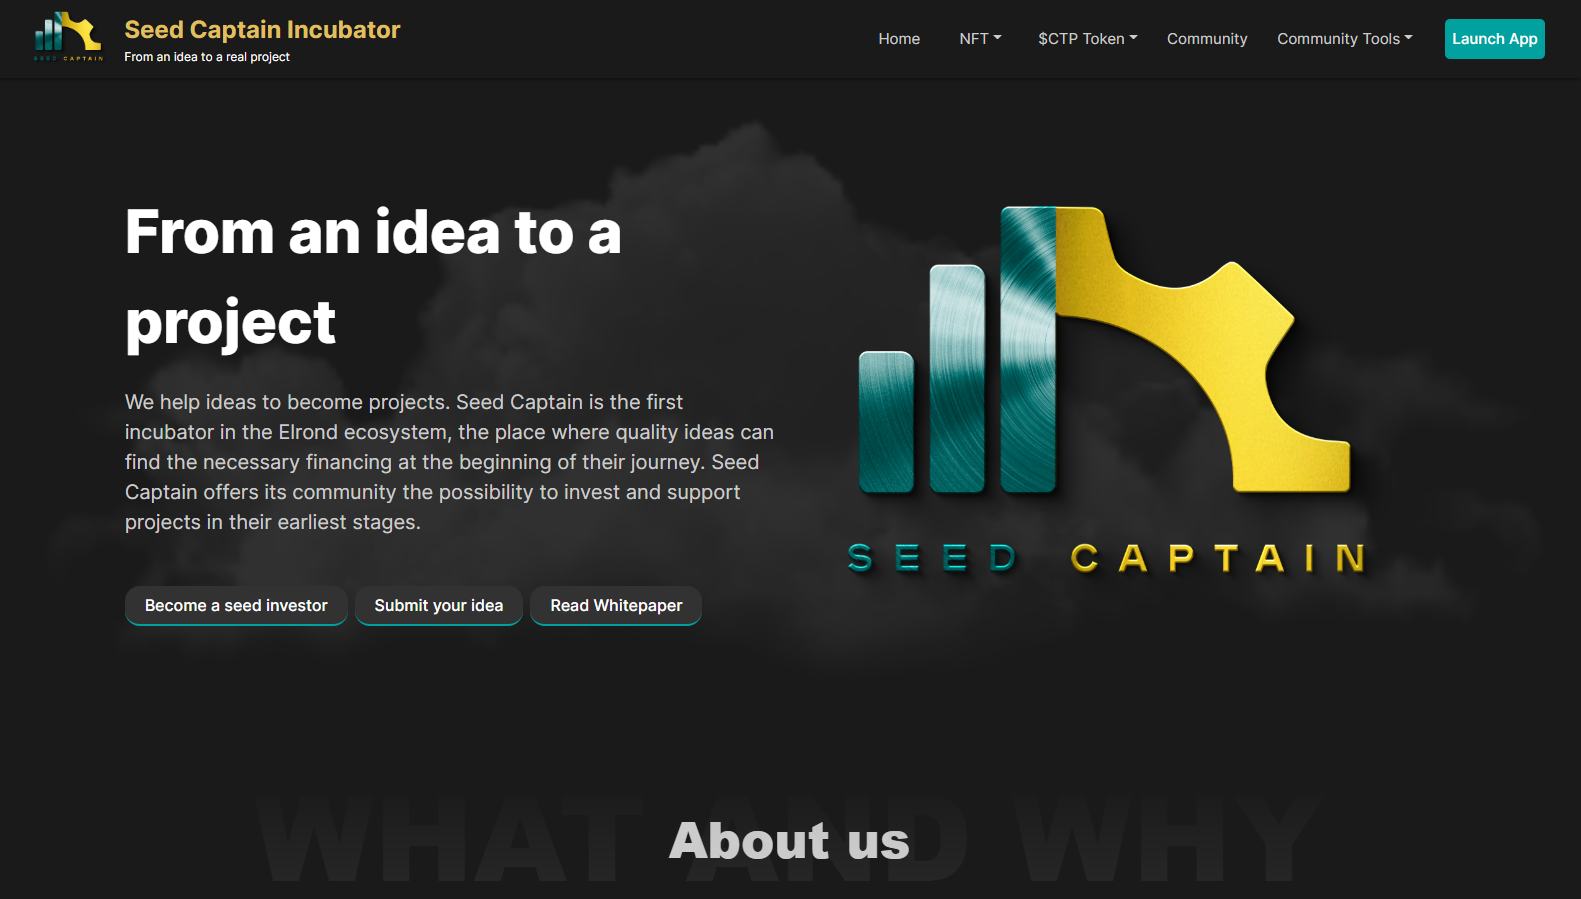 SEED CAPTAIN
Seed Captain Incubator
From an idea to a real project
Home
NFT
$CTP Token
Community
Community Tools
Launch App
From an idea to a
project
We help ideas to become projects. Seed Captain is the first
incubator in the Elrond ecosystem, the place where quality ideas can
find the necessary financing at the beginning of their journey. Seed
Captain offers its community the possibility to invest and support
projects in their earliest stages.
Become a seed investor
Submit your idea
Read Whitepaper
SEED CAPTAIN
WHAT AND WHY
About us